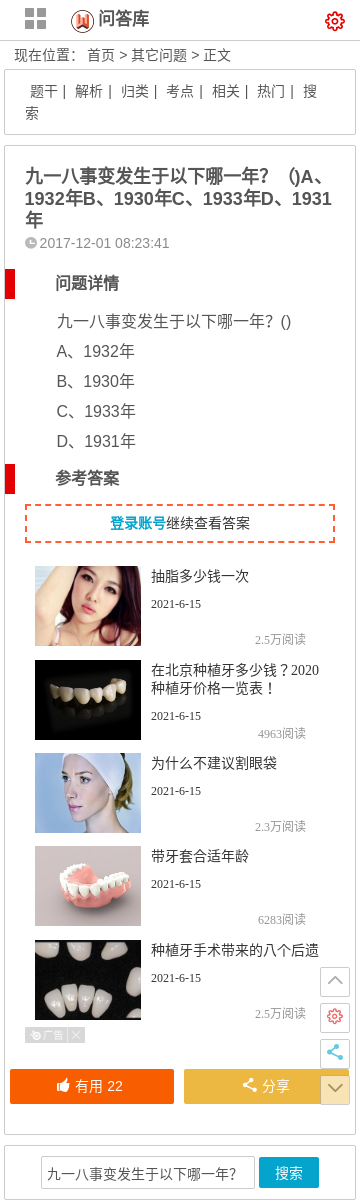 问答库
现在位置： 首页 > 其它问题 > 正文
题干 | 解析 | 归类 | 考点 | 相关 | 热门 | 搜
索
九一八事变发生于以下哪一年？ ()A、
1932年B、1930年C、1933年D、1931
年
2017-12-01 08:23:41
问题详情
九一八事变发生于以下哪一年？()
A、1932年
B、1930年
C、1933年
D、1931年
参考答案
登录账号继续查看答案
抽脂多少钱一次
2021-6-15
2.5万阅读
在北京种植牙多少钱？2020
种植牙价格一览表！
2021-6-15
4963阅读
为什么不建议割眼袋
2021-6-15
2.3万阅读
带牙套合适年龄
2021-6-15
6283阅读
种植牙手术带来的八个后遗
2021-6-15
2.5万阅读
广告
有用 22
分享
九一八事变发生于以下哪一年？
搜索